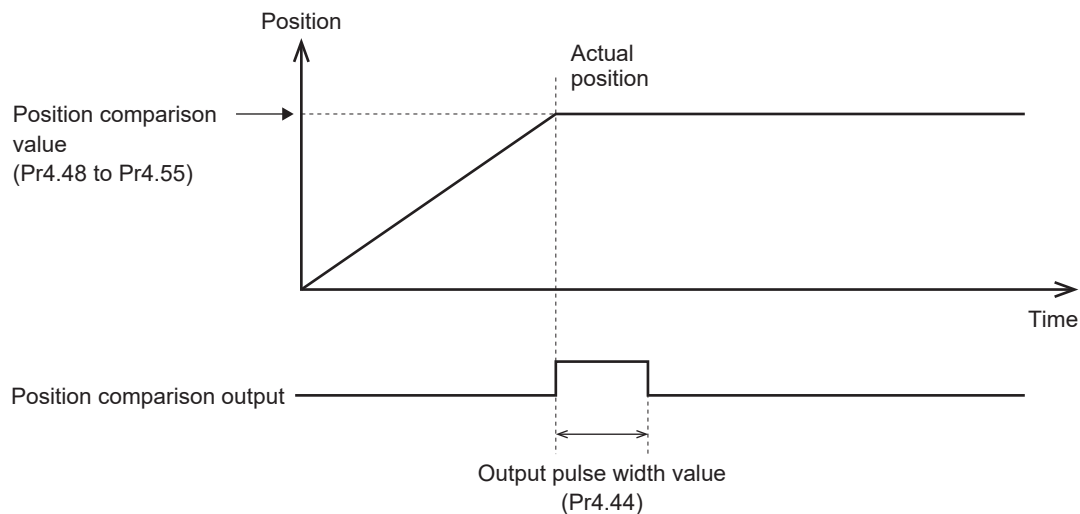 Position
Actual
position
Position comparison
value
(Pr4.48 to Pr4.55)
Time
Position comparison output
Output pulse width value
(Pr4.44)